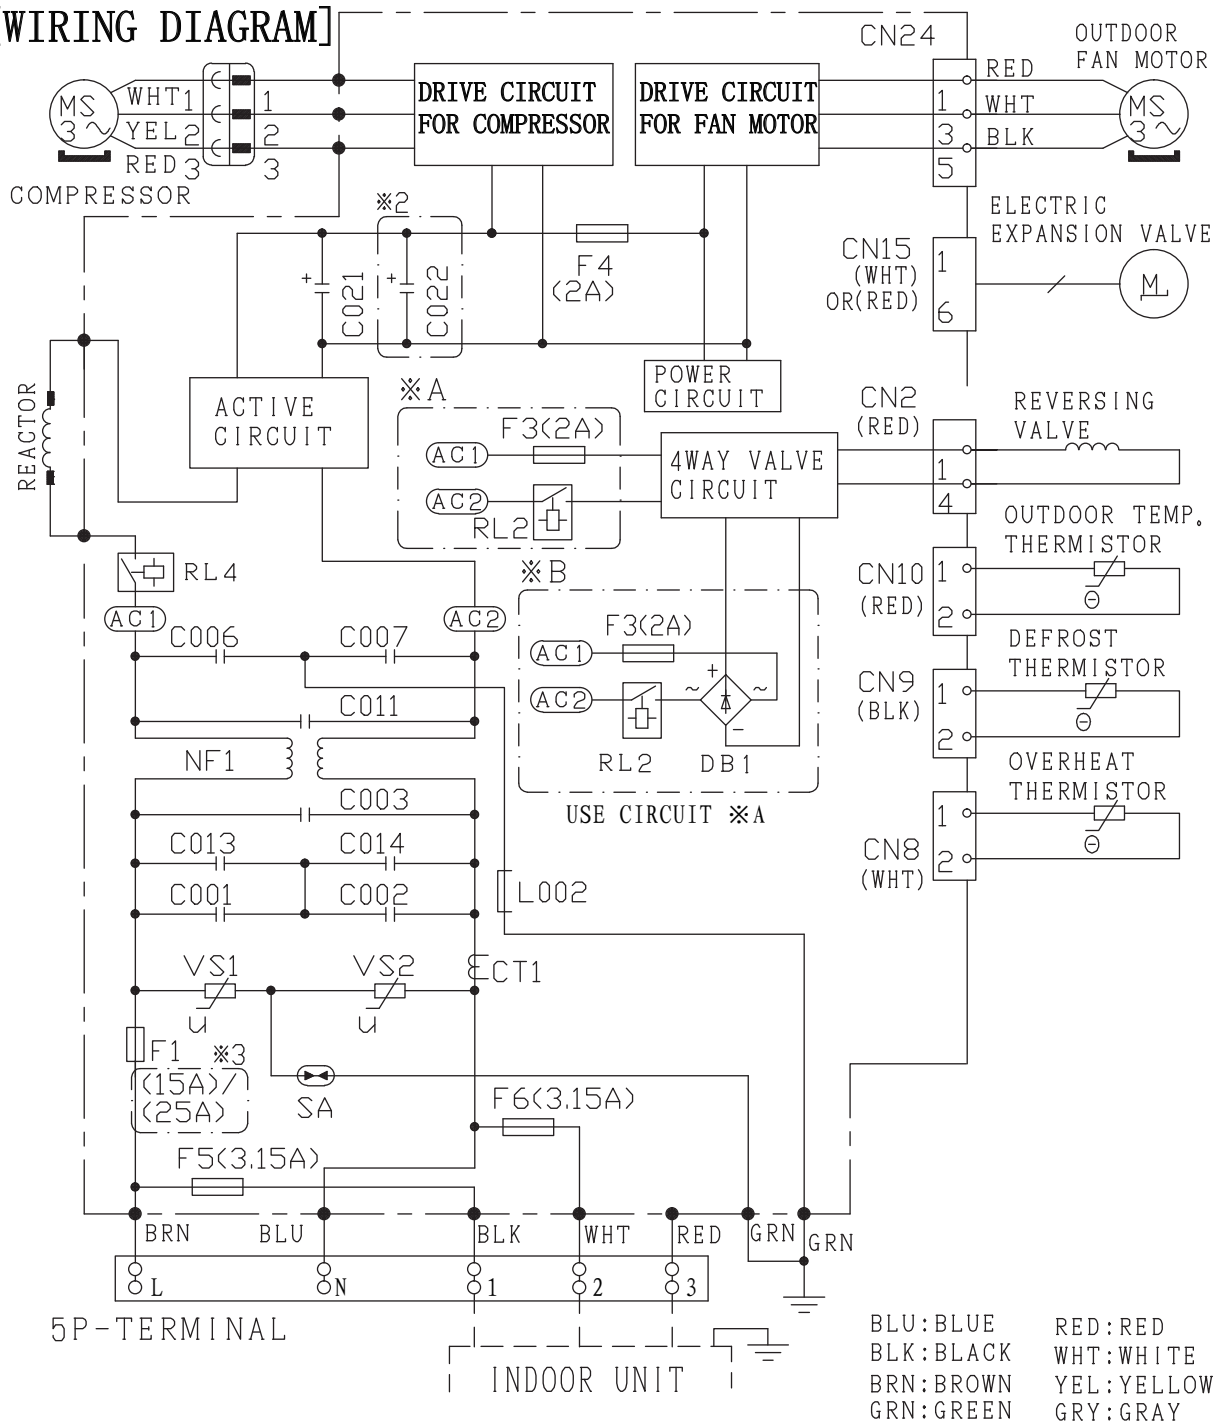 [WIRING DIAGRAM]
CN24
OUTDOOR
FAN MOTOR
MS
3~
WHT 1
YEL 2
RED 3
1
2
3
COMPRESSOR
DRIVE CIRCUIT
FOR COMPRESSOR
DRIVE CIRCUIT
FOR FAN MOTOR
1
3
5
RED
WHT
BLK
MS
3~
※2
+
C021
+
C022
F4
(2A)
CN15
(WHT)
OR(RED)
1
6
ELECTRIC
EXPANSION VALVE
M
REACTOR
ACTIVE
CIRCUIT
POWER
CIRCUIT
※A
F3(2A)
AC1
AC2
RL2
4WAY VALVE
CIRCUIT
CN2
(RED)
1
4
REVERSING
VALVE
OUTDOOR TEMP.
THERMISTOR
CN10
(RED)
1
2
Θ
RL4
AC1
AC2
C006
C007
C011
NF1
※B
F3(2A)
AC1
AC2
RL2
DB1
+
~
~
-
USE CIRCUIT ※A
DEFROST
THERMISTOR
CN9
(BLK)
1
2
Θ
OVERHEAT
THERMISTOR
CN8
(WHT)
1
2
Θ
C003
C013
C014
C001
C002
L002
VS1
VS2
U
U
CT1
F1
※3
(15A)/
(25A)
SA
F6(3.15A)
F5(3.15A)
BRN
BLU
BLK
WHT
RED
GRN
GRN
L
N
1
2
3
5P-TERMINAL
INDOOR UNIT
BLU:BLUE
RED:RED
BLK:BLACK
WHT:WHITE
BRN:BROWN
YEL:YELLOW
GRN:GREEN
GRY:GRAY